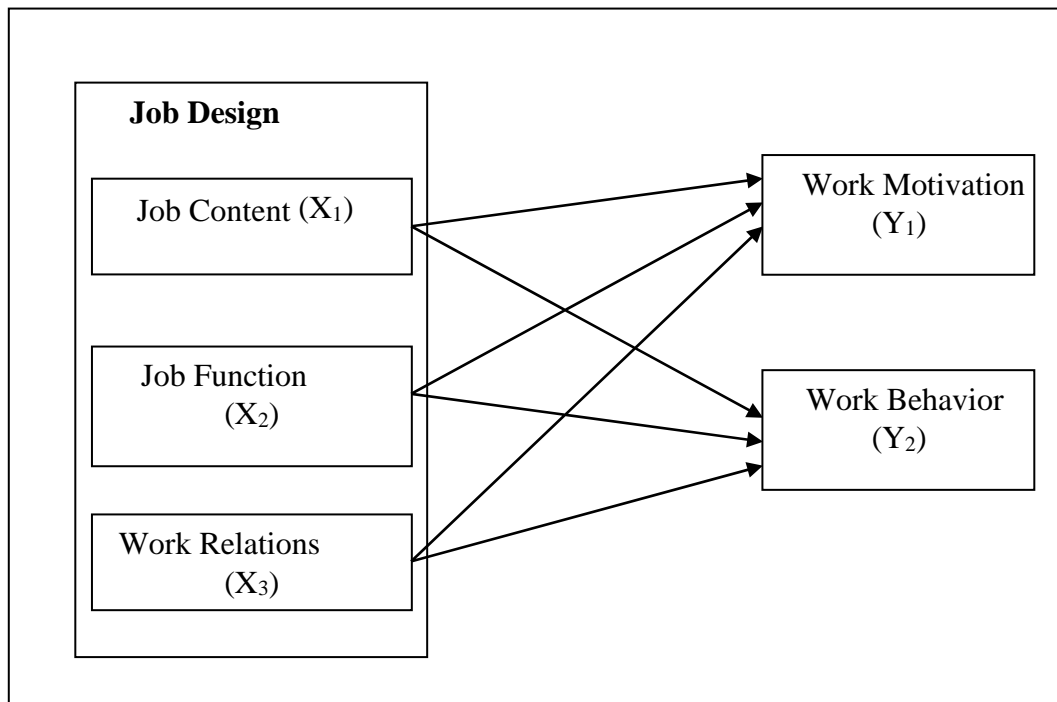 Job Design
Job Content (X₁)
Job Function
(X₂)
Work Relations
(X₃)
Work Motivation
(Y₁)
Work Behavior
(Y₂)